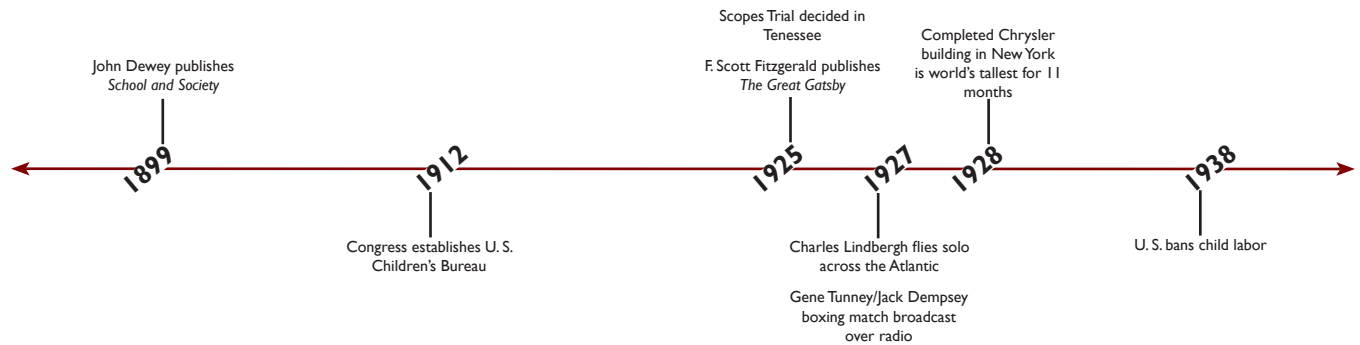 John Dewey publishes
School and Society
1899
1912
Congress establishes U. S.
Children's Bureau
Scopes Trial decided in
Tenessee
F. Scott Fitzgerald publishes
The Great Gatsby
1925
1927
Charles Lindbergh flies solo
across the Atlantic
Gene Tunney/Jack Dempsey
boxing match broadcast
over radio
Completed Chrysler
building in New York
is world's tallest for 11
months
1928
1938
U. S. bans child labor